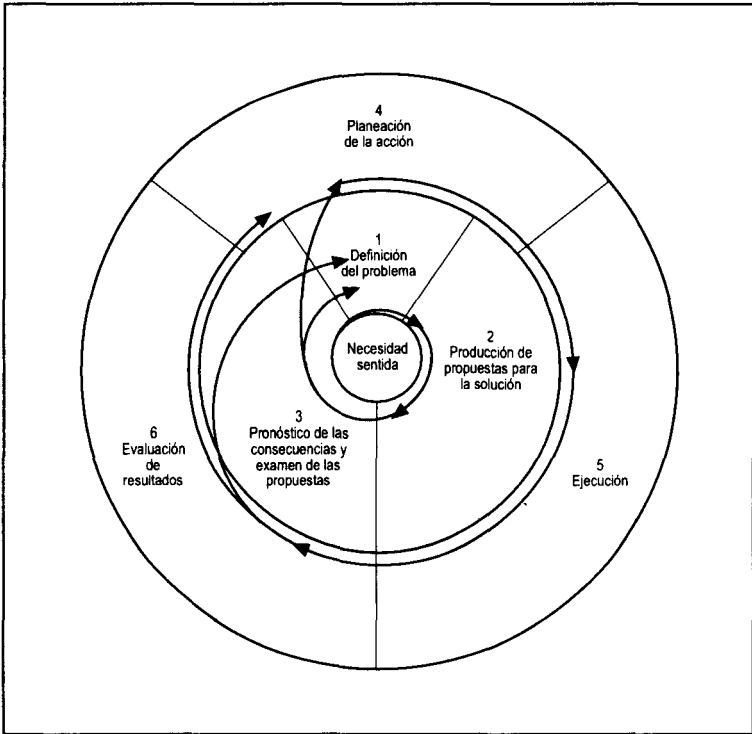 4
Planeación
de la acción
1
Definición
del problema
Necesidad
sentida
2
Producción de
propuestas para
la solución
3
Pronóstico de las
consecuencias y
examen de las
propuestas
5
Ejecución
6
Evaluación
de
resultados